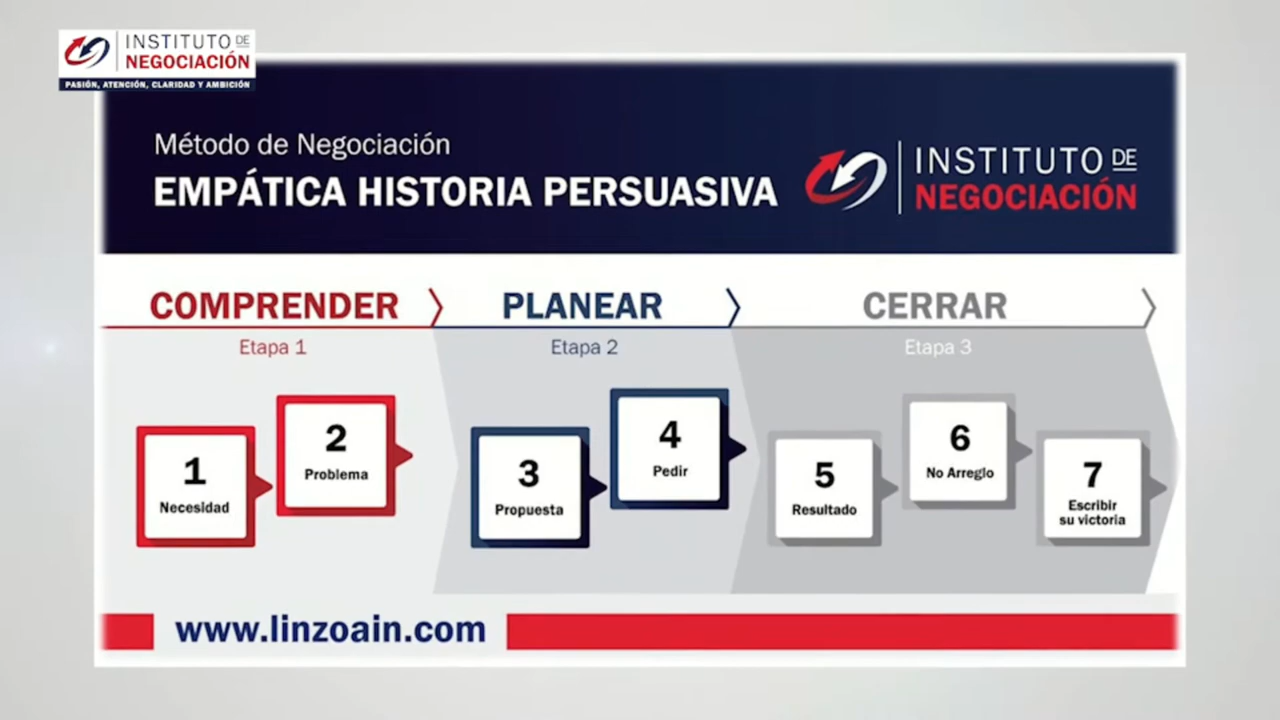 INSTITUTO DE
NEGOCIACIÓN
PASIÓN, ATENCIÓN, CLARIDAD Y AMBICIÓN
Método de Negociación
EMPÁTICA HISTORIA PERSUASIVA
INSTITUTO DE
NEGOCIACIÓN
COMPRENDER
PLANEAR
CERRAR
Etapa 1
Etapa 2
Etapa 3
1
Necesidad
2
Problema
3
Propuesta
4
Pedir
5
Resultado
6
No Arreglo
7
Escribir
su victoria
www.linzoain.com